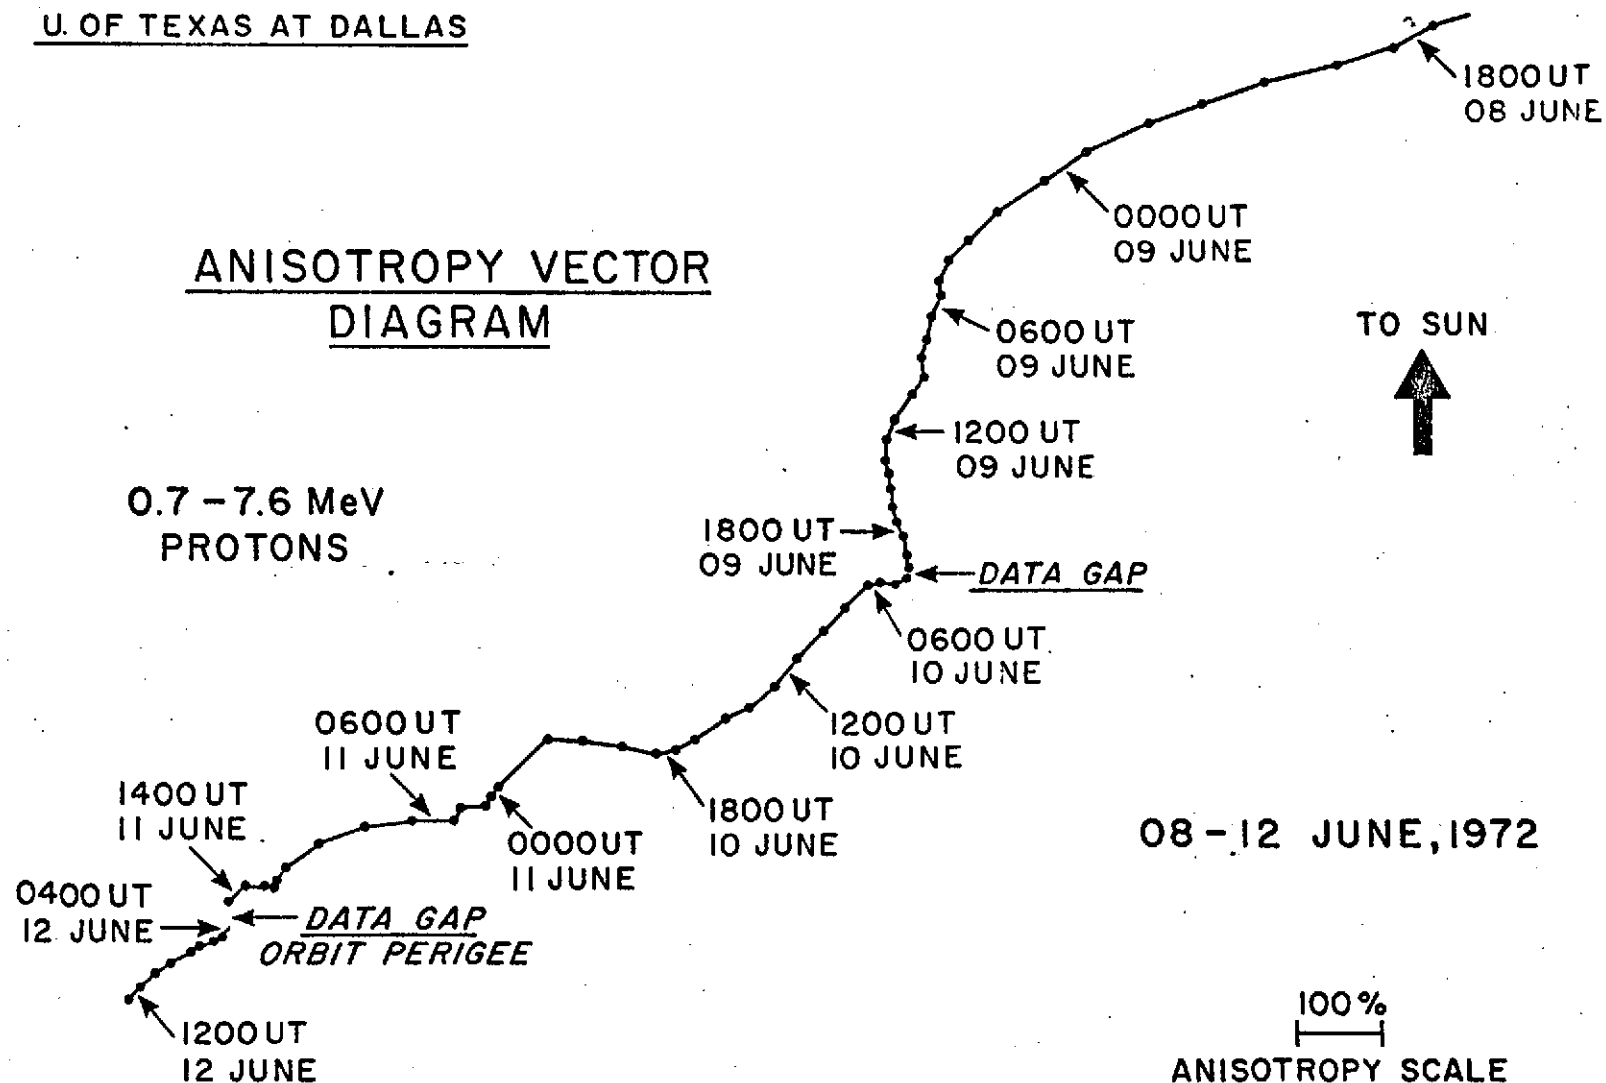 U. OF TEXAS AT DALLAS
1800 UT
08 JUNE
0000 UT
09 JUNE
ANISOTROPY VECTOR
DIAGRAM
0600 UT
09 JUNE
TO SUN
1200 UT
09 JUNE
0.7 – 7.6 MeV
PROTONS
1800 UT
09 JUNE
DATA GAP
0600 UT
10 JUNE
1200 UT
10 JUNE
0600 UT
11 JUNE
1400 UT
11 JUNE
1800 UT
10 JUNE
0000 UT
11 JUNE
08 – 12 JUNE, 1972
0400 UT
12 JUNE
DATA GAP
ORBIT PERIGEE
1200 UT
12 JUNE
100%
ANISOTROPY SCALE